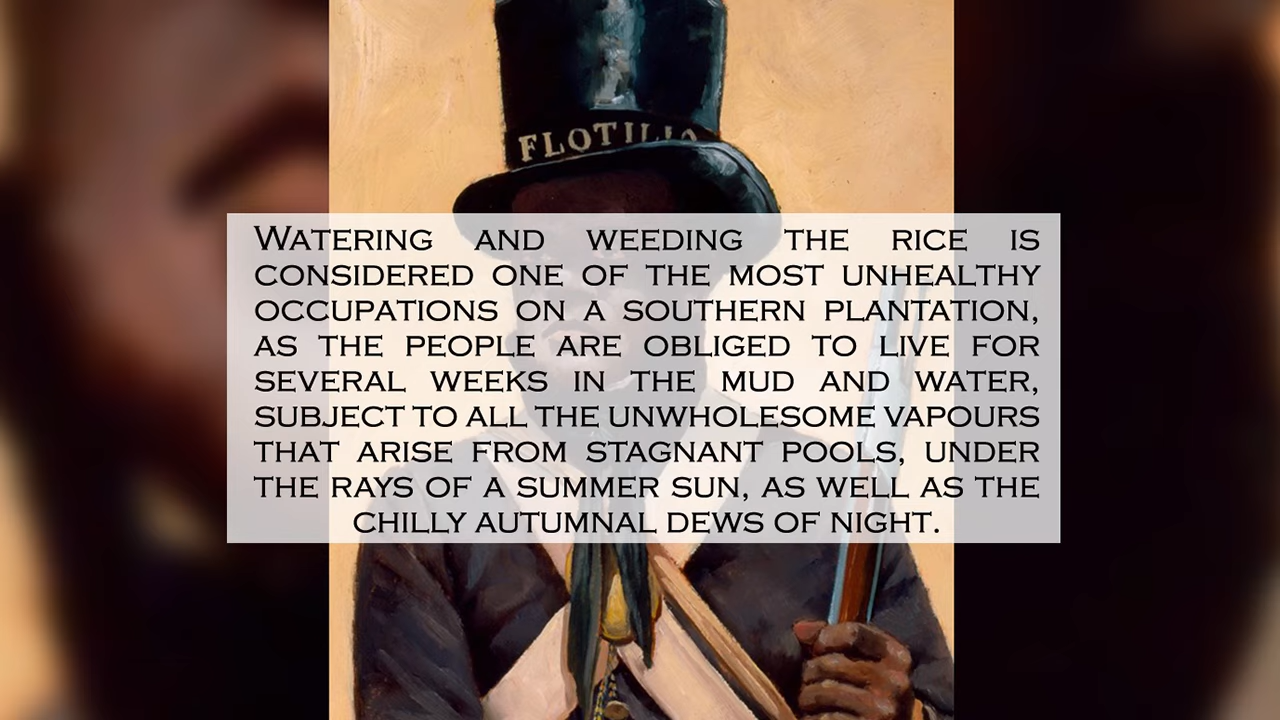 FLOTILLA
WATERING AND WEEDING THE RICE IS
CONSIDERED ONE OF THE MOST UNHEALTHY
OCCUPATIONS ON A SOUTHERN PLANTATION,
AS THE PEOPLE ARE OBLIGED TO LIVE FOR
SEVERAL WEEKS IN THE MUD AND WATER,
SUBJECT TO ALL THE UNWHOLESOME VAPOURS
THAT ARISE FROM STAGNANT POOLS, UNDER
THE RAYS OF A SUMMER SUN, AS WELL AS THE
CHILLY AUTUMNAL DEWS OF NIGHT.